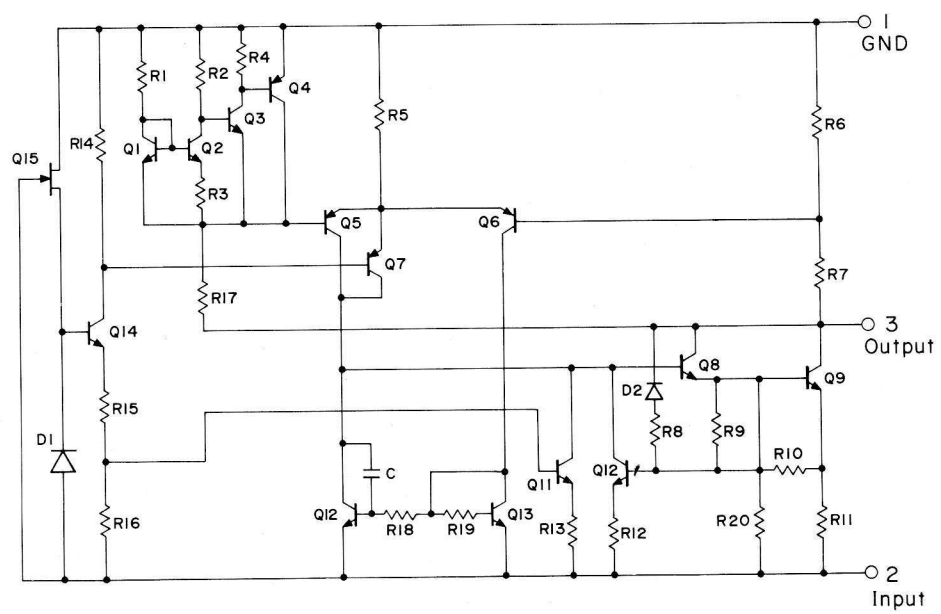 1
GND
R1
R2
R4
Q4
R5
R6
R14
Q1
Q2
Q3
Q15
R3
Q5
Q6
Q7
R7
R17
3
Output
Q14
Q8
Q9
D2
R15
R8
R9
R10
D1
C
Q11
Q12
Q12
R18
R19
Q13
R13
R12
R20
R11
R16
2
Input